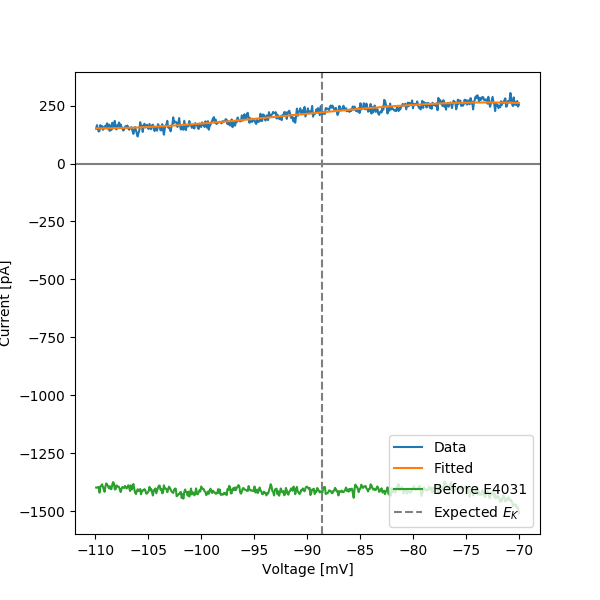 250
0
−250
−500
−750
−1000
−1250
−1500
Current [pA]
Data
Fitted
Before E4031
Expected E_K
−110 −105 −100 −95 −90 −85 −80 −75 −70
Voltage [mV]